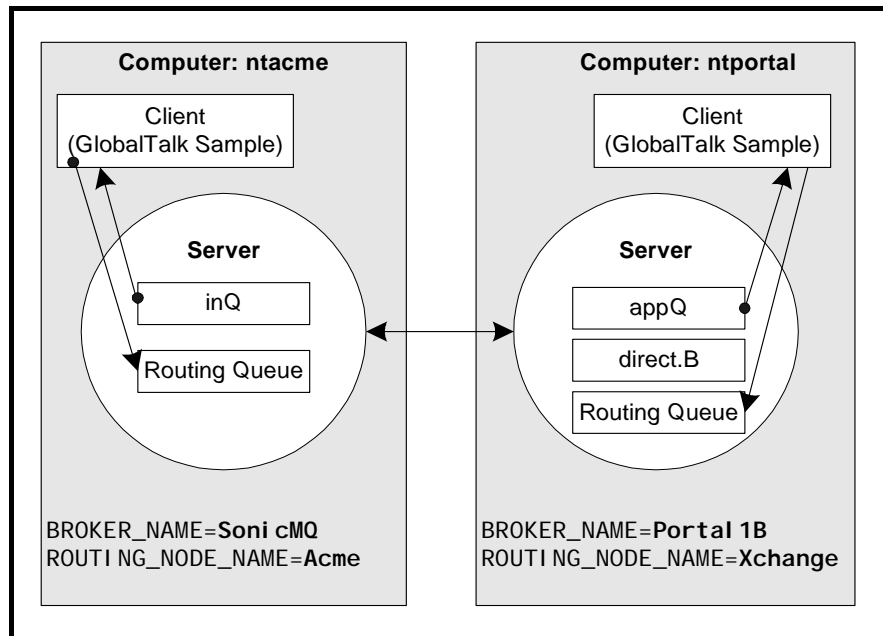 Computer: ntacme
Client
(GlobalTalk Sample)
Server
inQ
Routing Queue
BROKER_NAME=SonicMQ
ROUTING_NODE_NAME=Acme
Computer: ntportal
Client
(GlobalTalk Sample)
Server
appQ
direct.B
Routing Queue
BROKER_NAME=Portal1B
ROUTING_NODE_NAME=Xchange